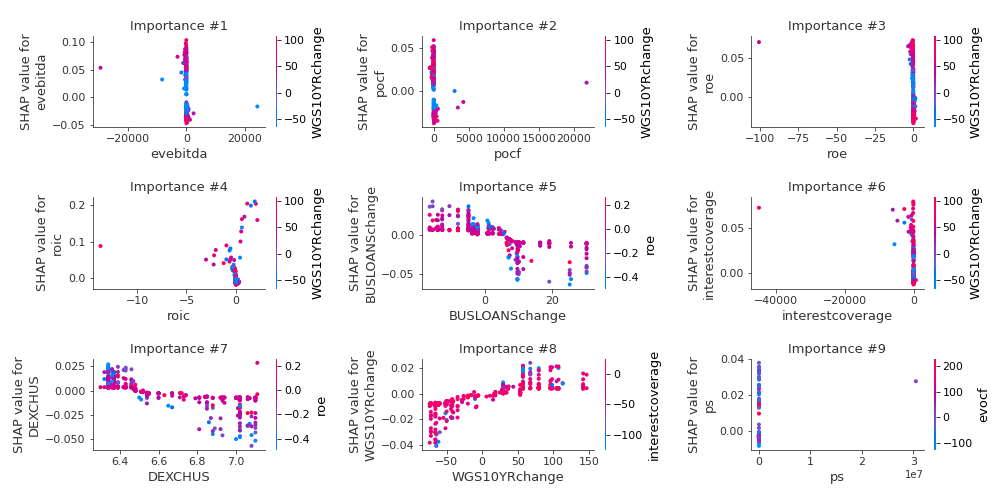 Importance #1
SHAP value for
evebitda
0.10
0.05
0.00
−0.05
−20000
0
20000
evebitda
100
50
0
−50
WGS10YRchange
Importance #2
SHAP value for
pocf
0.05
0.00
0
5000
10000
15000
20000
pocf
100
50
0
−50
WGS10YRchange
Importance #3
SHAP value for
roe
0.05
0.00
−100
−75
−50
−25
0
roe
100
50
0
−50
WGS10YRchange
Importance #4
SHAP value for
roic
0.2
0.1
0.0
−10
−5
0
roic
100
50
0
−50
WGS10YRchange
Importance #5
SHAP value for
BUSLOANSchange
0.00
−0.05
0
20
BUSLOANSchange
0.2
0.0
−0.2
−0.4
roe
Importance #6
SHAP value for
interestcoverage
0.05
0.00
−40000
−20000
0
interestcoverage
100
50
0
−50
WGS10YRchange
Importance #7
SHAP value for
DEXCHUS
0.025
0.000
−0.025
−0.050
6.4
6.6
6.8
7.0
DEXCHUS
0.2
0.0
−0.2
−0.4
roe
Importance #8
SHAP value for
WGS10YRchange
0.02
0.00
−0.02
−0.04
−50
0
50
100
150
WGS10YRchange
0
−50
−100
interestcoverage
Importance #9
SHAP value for
ps
0.04
0.02
0.00
0
1
2
3
1e7
ps
200
100
0
−100
evocf